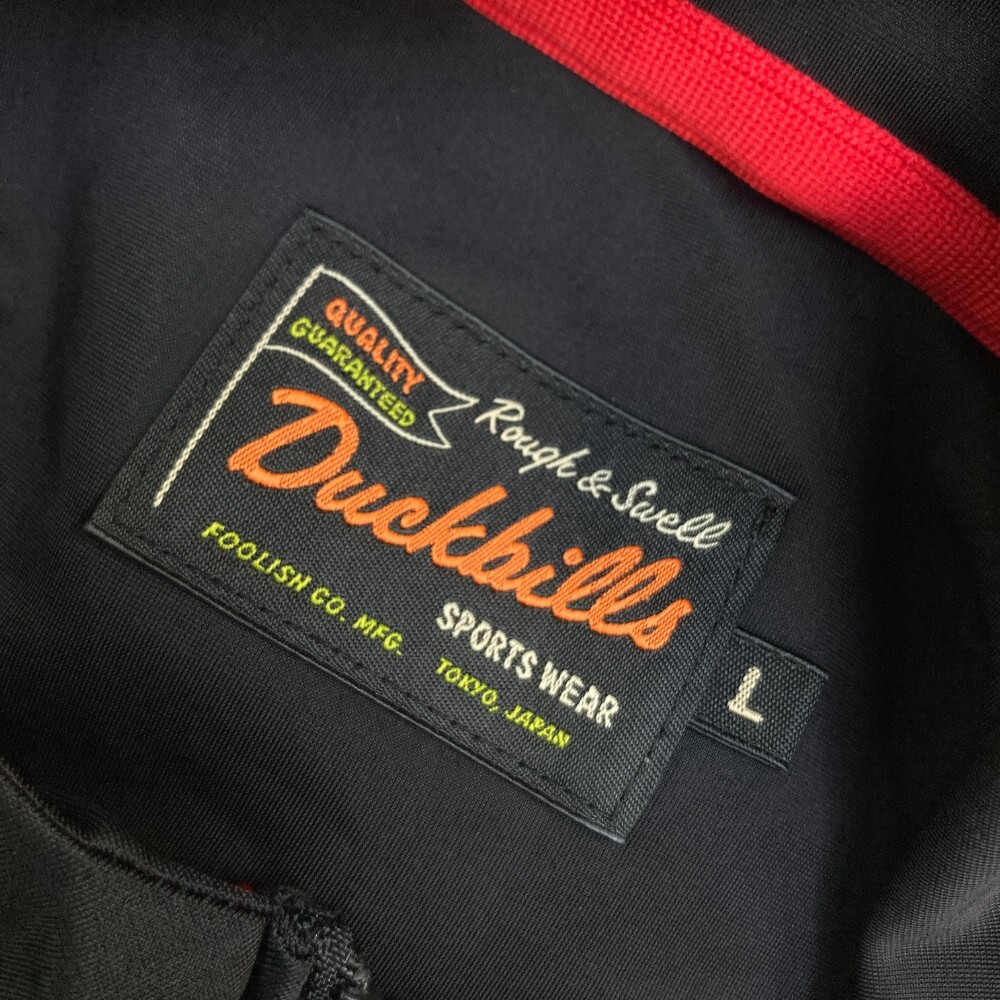 QUALITY
GUARANTEED
Rough & Swell
Duckbills
SPORTS WEAR
FOOLISH CO. MFG. TOKYO, JAPAN
L